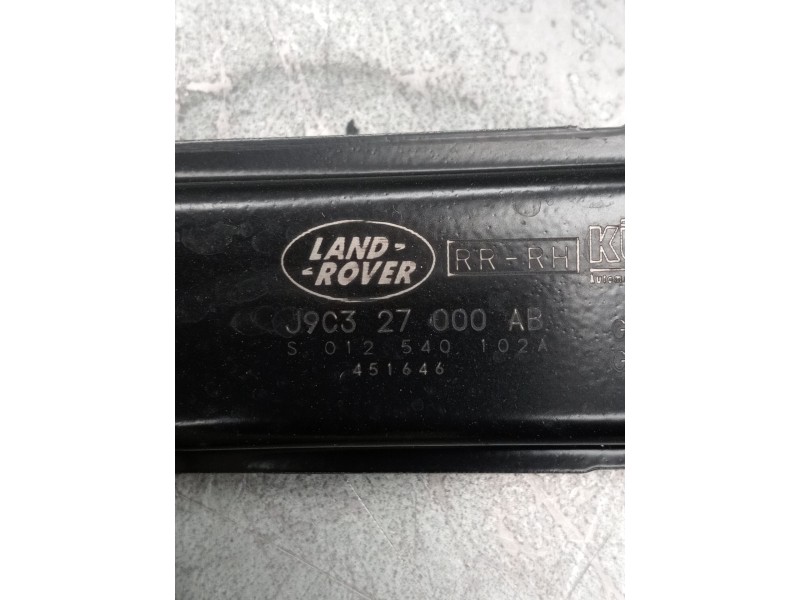 LAND-
-ROVER
RR-RH
J9C3 27 000 AB
S 012 540 102A
451646